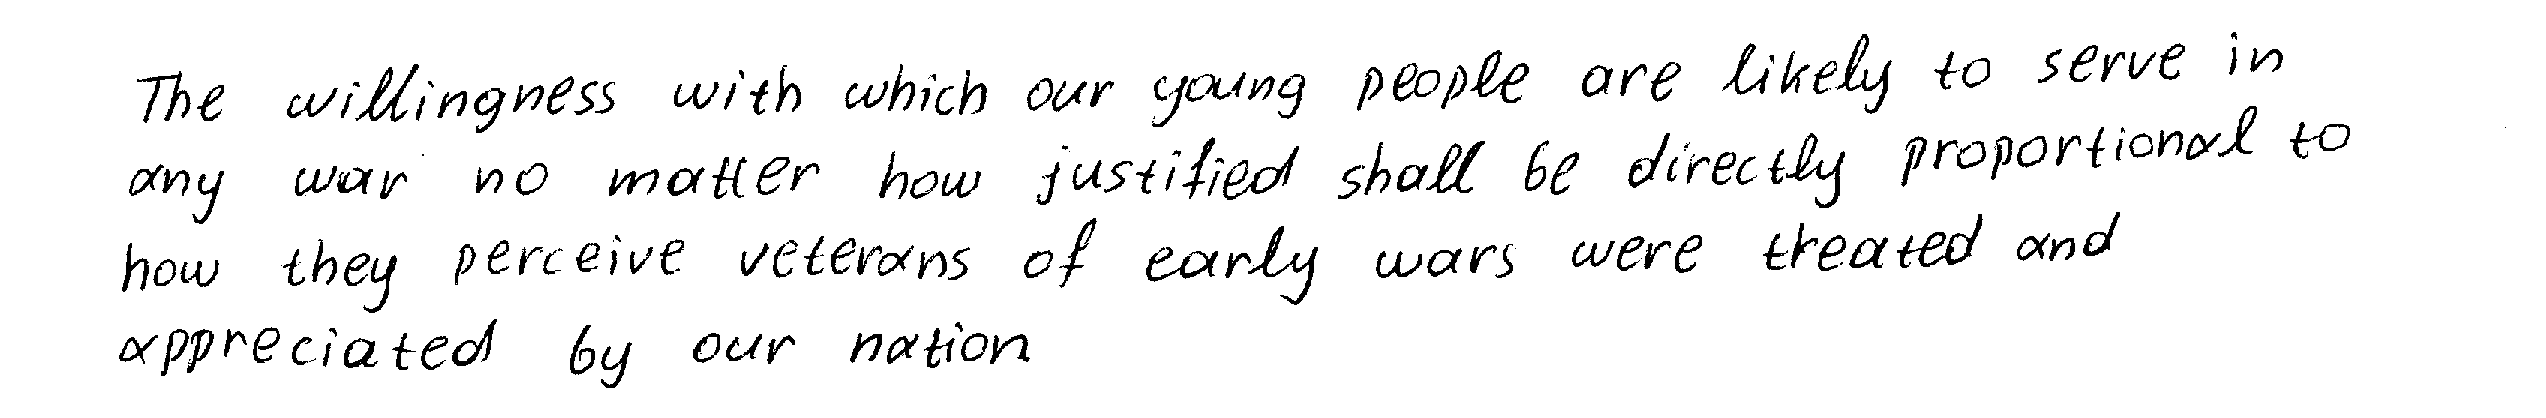 The willingness with which our young people are likely to serve in
any war no matter how justified shall be directly proportional to
how they perceive veterans of early wars were treated and
appreciated by our nation